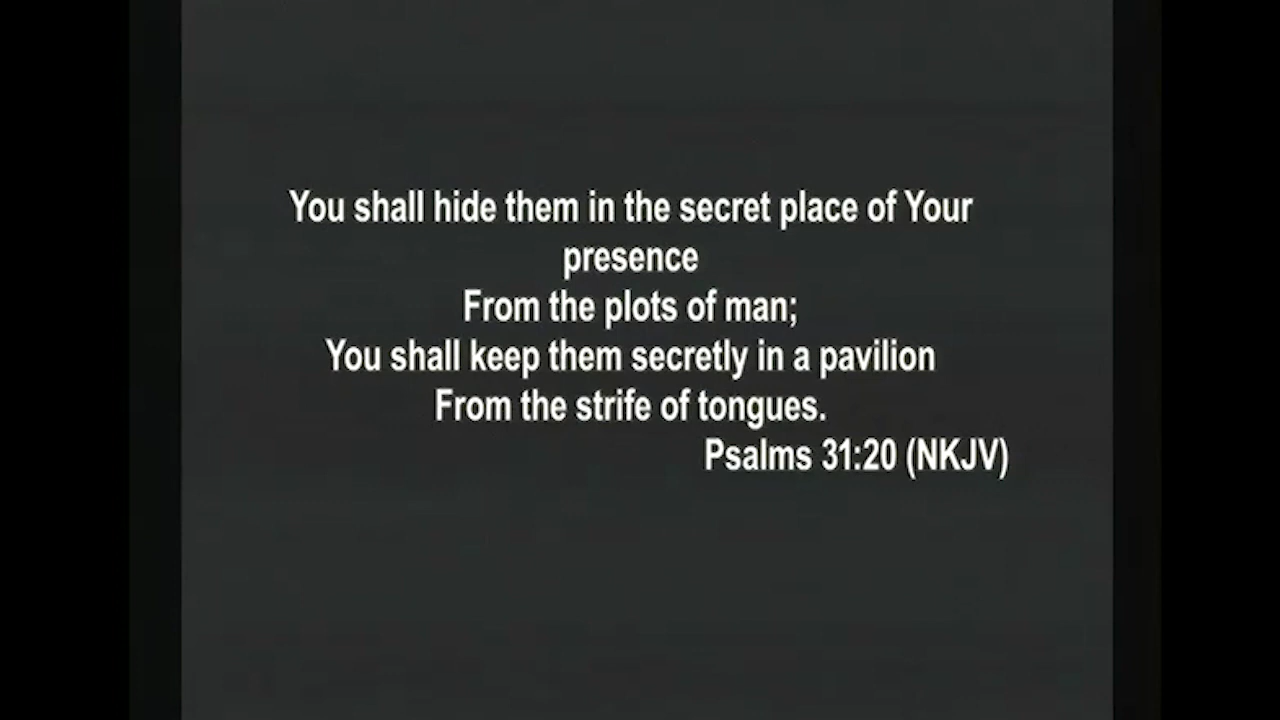 You shall hide them in the secret place of Your
presence
From the plots of man;
You shall keep them secretly in a pavilion
From the strife of tongues.
Psalms 31:20 (NKJV)